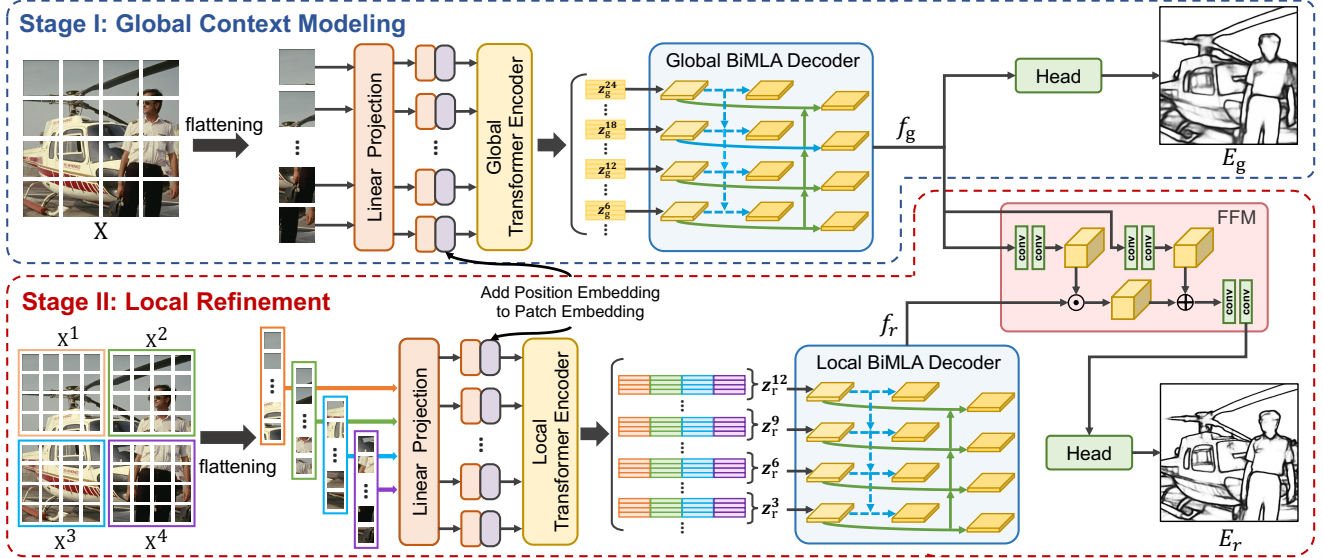 Stage I: Global Context Modeling
X
flattening
...
Linear Projection
...
Global
Transformer Encoder
z_g^24
...
z_g^18
...
z_g^12
...
z_g^6
...
Global BiMLA Decoder
f_g
Head
E_g
FFM
conv
conv
conv
conv
conv
conv
Add Position Embedding
to Patch Embedding
Stage II: Local Refinement
X^1
X^2
X^3
X^4
flattening
...
...
...
...
Linear Projection
...
Local
Transformer Encoder
z_r^12
...
z_r^9
...
z_r^6
...
z_r^3
...
Local BiMLA Decoder
f_r
Head
E_r